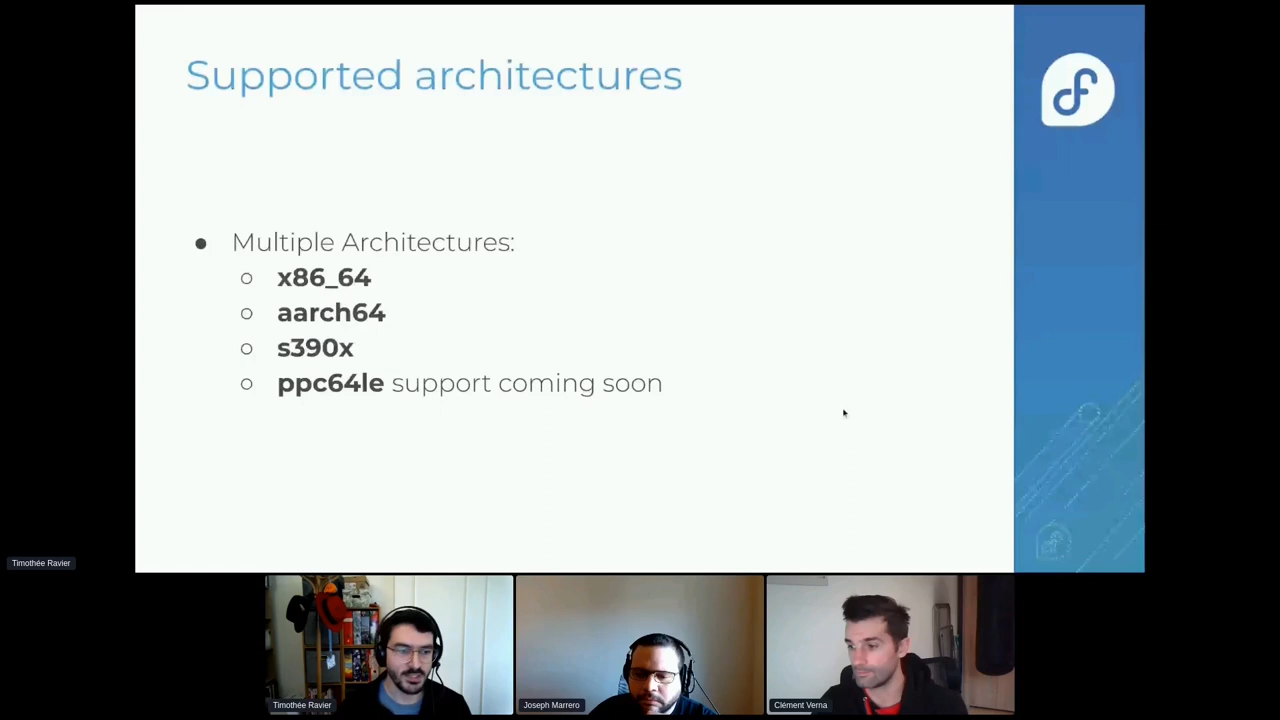 Supported architectures
Multiple Architectures:
x86_64
aarch64
s390x
ppc64le support coming soon
Timothée Ravier
Timothée Ravier
Joseph Marrero
Clément Verna